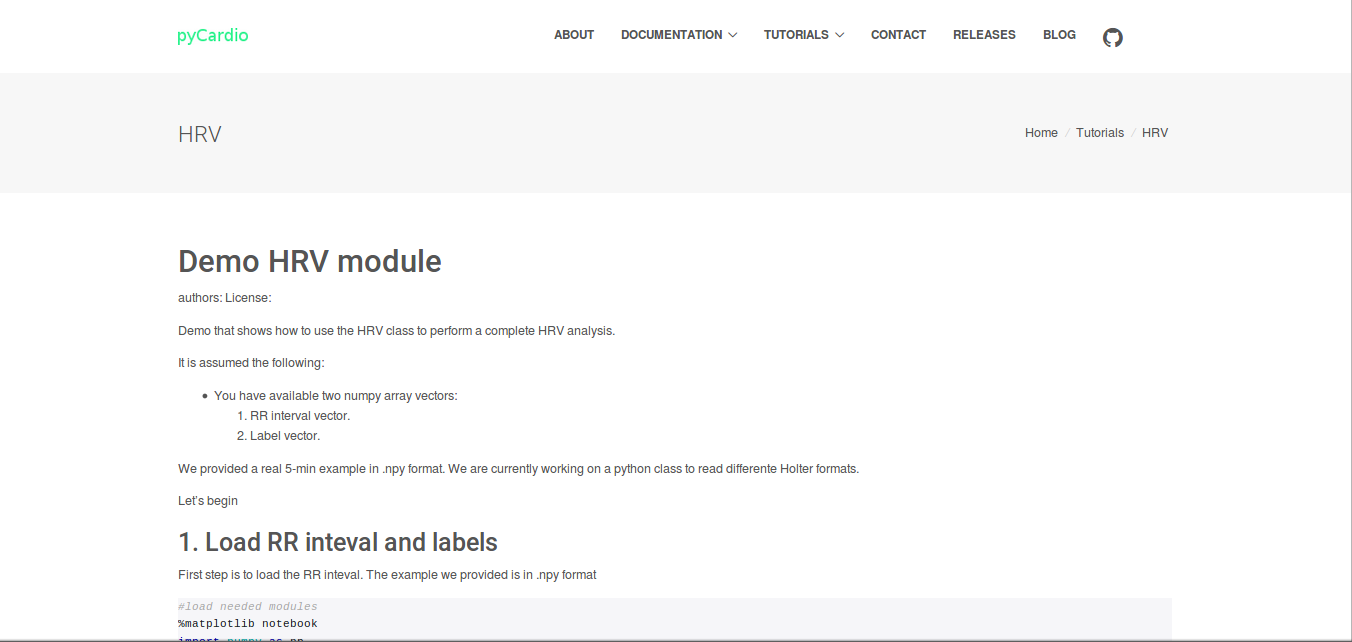 pyCardio
ABOUT DOCUMENTATION TUTORIALS CONTACT RELEASES BLOG
HRV
Home / Tutorials / HRV
Demo HRV module
authors: License:
Demo that shows how to use the HRV class to perform a complete HRV analysis.
It is assumed the following:
• You have available two numpy array vectors:
1. RR interval vector.
2. Label vector.
We provided a real 5-min example in .npy format. We are currently working on a python class to read differente Holter formats.
Let's begin
1. Load RR inteval and labels
First step is to load the RR inteval. The example we provided is in .npy format
#load needed modules
%matplotlib notebook
import numpy as np